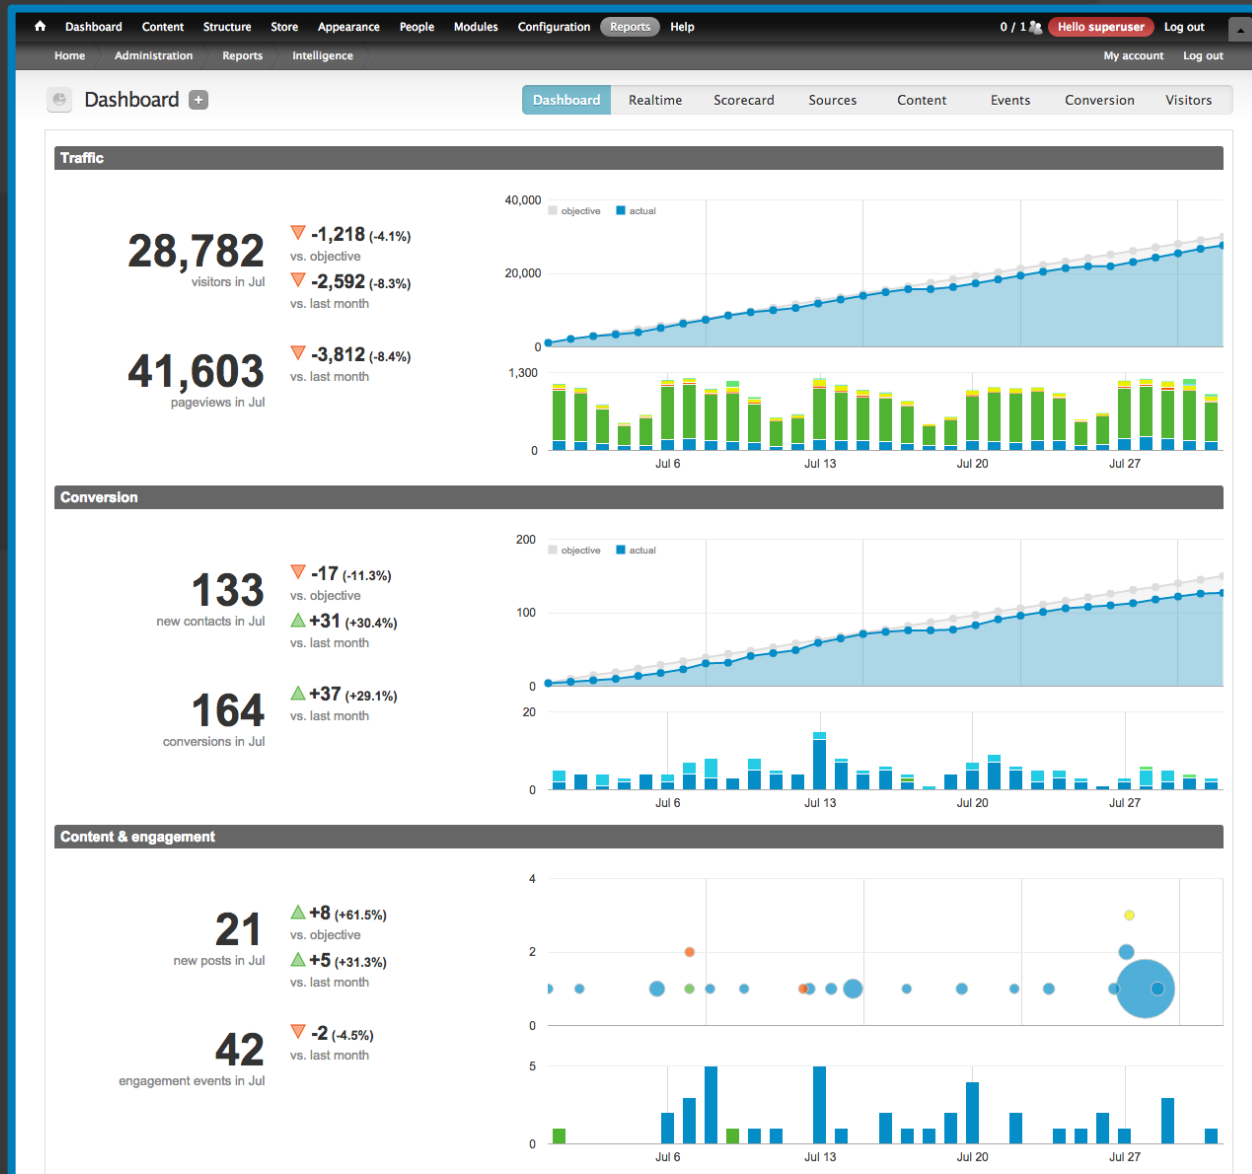 Dashboard Content Structure Store Appearance People Modules Configuration Reports Help 0 / 1 Hello superuser Log out
Home Administration Reports Intelligence My account Log out
Dashboard + Dashboard Realtime Scorecard Sources Content Events Conversion Visitors
Traffic
28,782
visitors in Jul
-1,218 (-4.1%)
vs. objective
-2,592 (-8.3%)
vs. last month
41,603
pageviews in Jul
-3,812 (-8.4%)
vs. last month
40,000
objective actual
20,000
0
1,300
0
Jul 6 Jul 13 Jul 20 Jul 27
Conversion
133
new contacts in Jul
-17 (-11.3%)
vs. objective
+31 (+30.4%)
vs. last month
164
conversions in Jul
+37 (+29.1%)
vs. last month
200
objective actual
100
0
20
0
Jul 6 Jul 13 Jul 20 Jul 27
Content & engagement
21
new posts in Jul
+8 (+61.5%)
vs. objective
+5 (+31.3%)
vs. last month
42
engagement events in Jul
-2 (-4.5%)
vs. last month
4
2
0
5
0
Jul 6 Jul 13 Jul 20 Jul 27